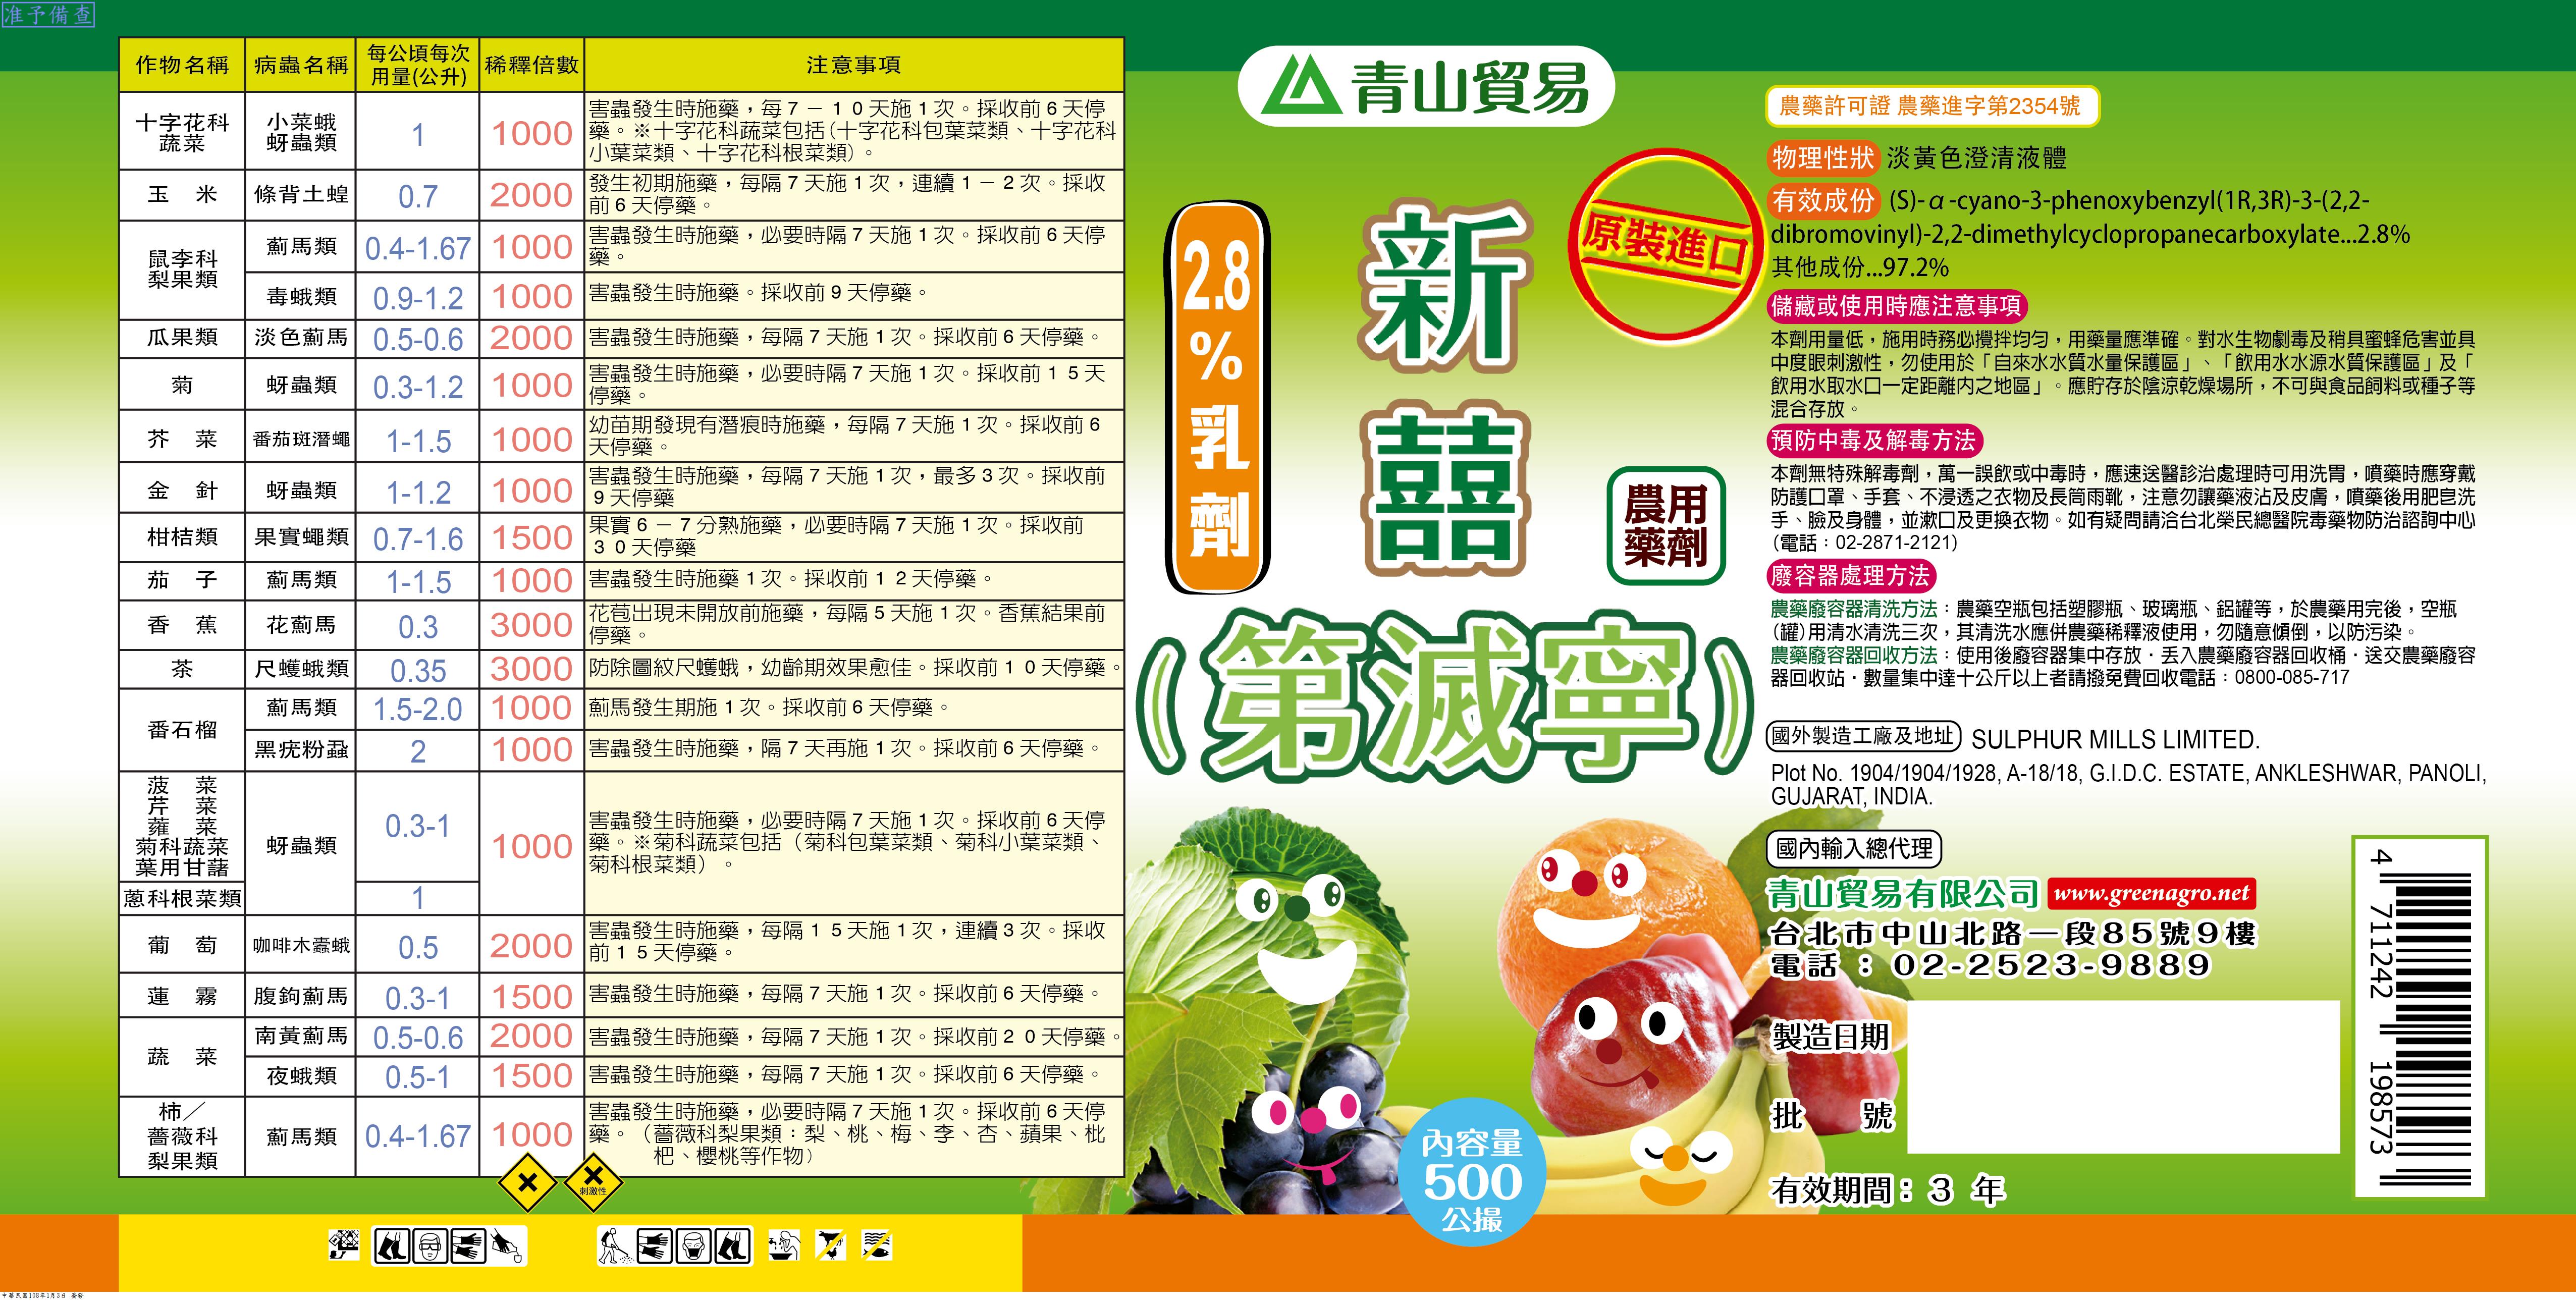 准予備查
作物名稱 病蟲名稱 每公頃每次用量(公升) 稀釋倍數 注意事項
十字花科
蔬菜
小菜蛾
蚜蟲類
1
1000
害蟲發生時施藥，每７－１０天施１次。採收前６天停
藥。※十字花科蔬菜包括(十字花科包葉菜類、十字花科
小葉菜類、十字花科根菜類)。
玉　米 條背土蝗 0.7 2000
發生初期施藥，每隔７天施１次，連續１－２次。採收
前６天停藥。
鼠李科
梨果類
薊馬類 0.4-1.67 1000
害蟲發生時施藥，必要時隔７天施１次。採收前６天停
藥。
毒蛾類 0.9-1.2 1000 害蟲發生時施藥。採收前９天停藥。
瓜果類 淡色薊馬 0.5-0.6 2000 害蟲發生時施藥，每隔７天施１次。採收前６天停藥。
菊 蚜蟲類 0.3-1.2 1000
害蟲發生時施藥，必要時隔７天施１次。採收前１５天
停藥。
芥　菜 番茄斑潛蠅 1-1.5 1000
幼苗期發現有潛痕時施藥，每隔７天施１次。採收前６
天停藥。
金　針 蚜蟲類 1-1.2 1000
害蟲發生時施藥，每隔７天施１次，最多３次。採收前
９天停藥
柑桔類 果實蠅類 0.7-1.6 1500
果實６－７分熟施藥，必要時隔７天施１次。採收前
３０天停藥
茄　子 薊馬類 1-1.5 1000 害蟲發生時施藥１次。採收前１２天停藥。
香　蕉 花薊馬 0.3 3000
花苞出現未開放前施藥，每隔５天施１次。香蕉結果前
停藥。
茶 尺蠖蛾類 0.35 3000 防除圖紋尺蠖蛾，幼齡期效果愈佳。採收前１０天停藥。
番石榴
薊馬類 1.5-2.0 1000 薊馬發生期施１次。採收前６天停藥。
黑疣粉蝨 2 1000 害蟲發生時施藥，隔７天再施１次。採收前６天停藥。
菠　菜
芹　菜
蕹　菜
菊科蔬菜
葉用甘藷
蔥科根菜類
蚜蟲類
0.3-1
1
1000
害蟲發生時施藥，必要時隔７天施１次。採收前６天停
藥。※菊科蔬菜包括（菊科包葉菜類、菊科小葉菜類、
菊科根菜類）。
葡　萄 咖啡木蠹蛾 0.5 2000
害蟲發生時施藥，每隔１５天施１次，連續３次。採收
前１５天停藥。
蓮　霧 腹鉤薊馬 0.3-1 1500 害蟲發生時施藥，每隔７天施１次。採收前６天停藥。
蔬　菜
南黃薊馬 0.5-0.6 2000 害蟲發生時施藥，每隔７天施１次。採收前２０天停藥。
夜蛾類 0.5-1 1500 害蟲發生時施藥，每隔７天施１次。採收前６天停藥。
柿／
薔薇科
梨果類
薊馬類 0.4-1.67 1000
害蟲發生時施藥，必要時隔７天施１次。採收前６天停
藥。（薔薇科梨果類：梨、桃、梅、李、杏、蘋果、枇
杷、櫻桃等作物）
刺激性
中華民國108年1月3日 簽發
青山貿易
2.8%乳劑
新囍
原裝進口
農用
藥劑
(第滅寧)
內容量
500
公撮
農藥許可證 農藥進字第2354號
物理性狀 淡黃色澄清液體
有效成份 (S)-α-cyano-3-phenoxybenzyl(1R,3R)-3-(2,2-
dibromovinyl)-2,2-dimethylcyclopropanecarboxylate...2.8%
其他成份...97.2%
儲藏或使用時應注意事項
本劑用量低，施用時務必攪拌均勻，用藥量應準確。對水生物劇毒及稍具蜜蜂危害並具
中度眼刺激性，勿使用於「自來水水質水量保護區」、「飲用水水源水質保護區」及「
飲用水取水口一定距離內之地區」。應貯存於陰涼乾燥場所，不可與食品飼料或種子等
混合存放。
預防中毒及解毒方法
本劑無特殊解毒劑，萬一誤飲或中毒時，應速送醫診治處理時可用洗胃，噴藥時應穿戴
防護口罩、手套、不浸透之衣物及長筒雨靴，注意勿讓藥液沾及皮膚，噴藥後用肥皂洗
手、臉及身體，並漱口及更換衣物。如有疑問請洽台北榮民總醫院毒藥物防治諮詢中心
(電話：02-2871-2121)
廢容器處理方法
農藥廢容器清洗方法：農藥空瓶包括塑膠瓶、玻璃瓶、鋁罐等，於農藥用完後，空瓶
(罐)用清水清洗三次，其清洗水應併農藥稀釋液使用，勿隨意傾倒，以防污染。
農藥廢容器回收方法：使用後廢容器集中存放．丟入農藥廢容器回收桶．送交農藥廢容
器回收站．數量集中達十公斤以上者請撥免費回收電話：0800-085-717
國外製造工廠及地址 SULPHUR MILLS LIMITED.
Plot No. 1904/1904/1928, A-18/18, G.I.D.C. ESTATE, ANKLESHWAR, PANOLI,
GUJARAT, INDIA.
國內輸入總代理
青山貿易有限公司 www.greenagro.net
台北市中山北路一段85號9樓
電話：02-2523-9889
製造日期
批　號
有效期間：3 年
4 711242 198573